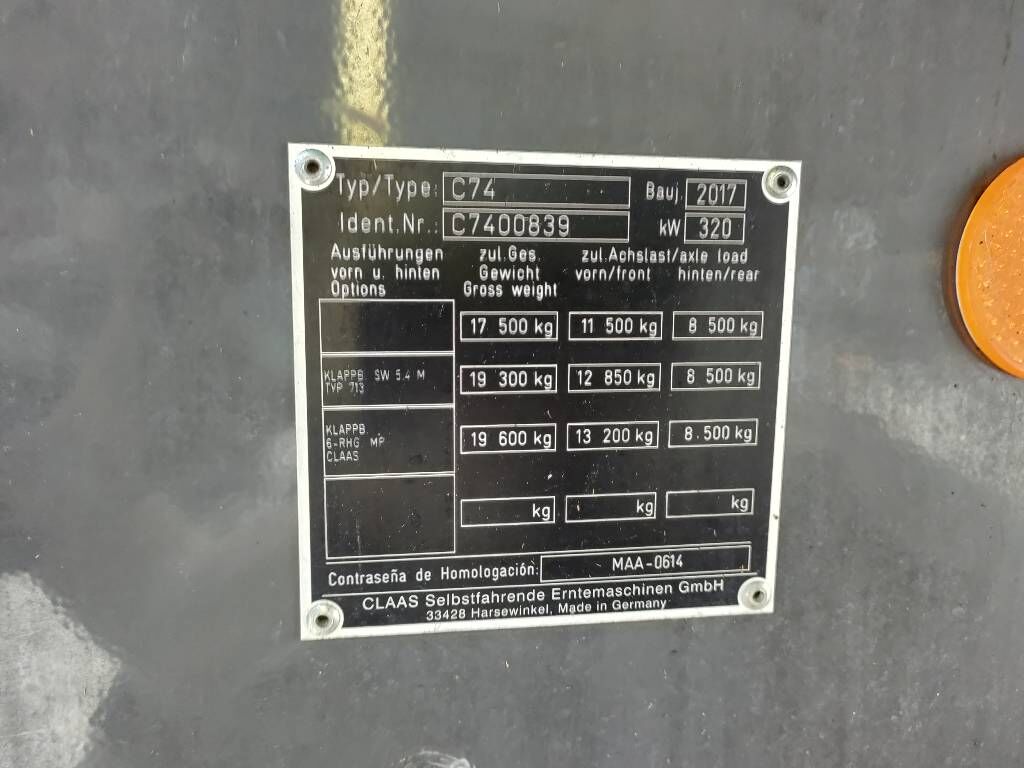 Typ/Type: C74 Bauj. 2017
Ident.Nr.: C7400839 kW 320
Ausführungen zul.Ges. zul.Achslast/axle load
vorn u. hinten Gewicht vorn/front hinten/rear
Options Gross weight
17 500 kg 11 500 kg 8 500 kg
KLAPPB. SW 5.4 M
TYP 713
19 300 kg 12 850 kg 8 500 kg
KLAPPB.
6-RHG MP
CLAAS
19 600 kg 13 200 kg 8.500 kg
kg kg kg
Contraseña de Homologación: MAA-0614
CLAAS Selbstfahrende Erntemaschinen GmbH
33428 Harsewinkel, Made in Germany